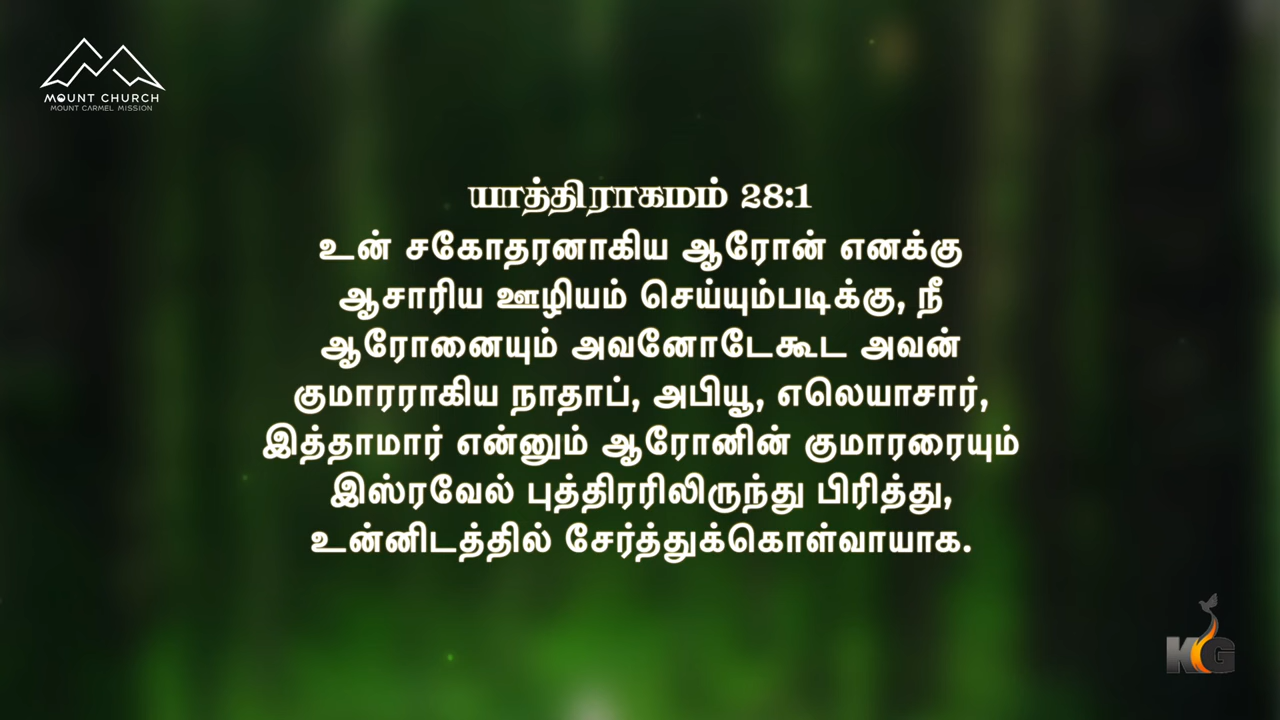 MOUNT CHURCH
MOUNT CARMEL MISSION
யாத்திராகமம் 28:1
உன் சகோதரனாகிய ஆரோன் எனக்கு
ஆசாரிய ஊழியம் செய்யும்படிக்கு, நீ
ஆரோனையும் அவனோடேகூட அவன்
குமாரராகிய நாதாப், அபியூ, எலெயாசார்,
இத்தாமார் என்னும் ஆரோனின் குமாரரையும்
இஸ்ரவேல் புத்திரரிலிருந்து பிரித்து,
உன்னிடத்தில் சேர்த்துக்கொள்வாயாக.
KG